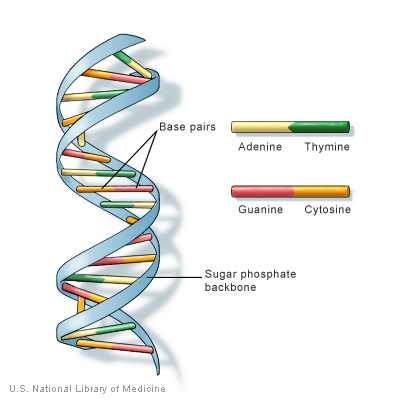 Base pairs
Adenine
Thymine
Guanine
Cytosine
Sugar phosphate
backbone
U.S. National Library of Medicine